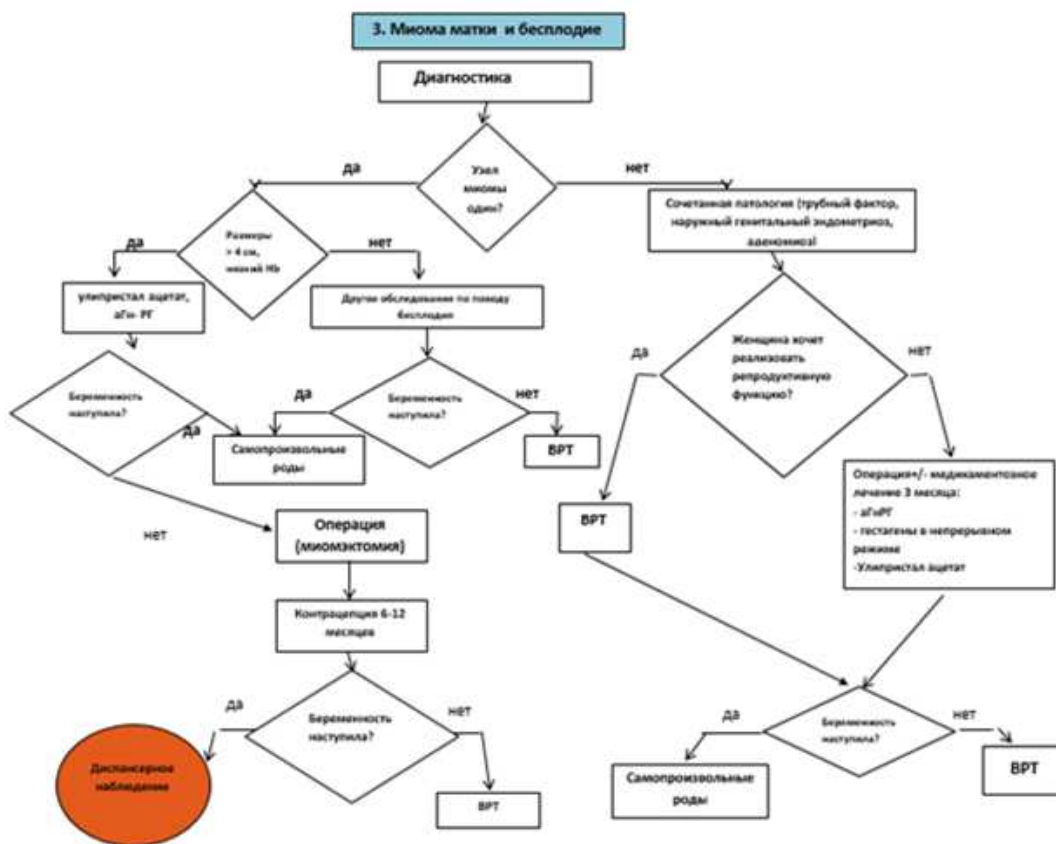 3. Миома матки и бесплодие
Диагностика
Узел
миомы
один?
да
нет
Сочетанная патология (трубный фактор,
наружный генитальный эндометриоз,
аденомиоз)
Размеры
> 4 см,
низкий Hb
да
нет
улипристал ацетат,
аГн- РГ
Другие обследования по поводу
бесплодия
Женщина хочет
реализовать
репродуктивную
функцию?
да
нет
Беременность
наступила?
да
Беременность
наступила?
да
нет
Самопроизвольные
роды
ВРТ
нет
Операция
(миомэктомия)
ВРТ
Операция+/- медикаментозное
лечение 3 месяца:
- аГнРГ
- гестагены в непрерывном
режиме
-Улипристал ацетат
Контрацепция 6-12
месяцев
Беременность
наступила?
да
нет
Диспансерное
наблюдение
ВРТ
Беременность
наступила?
да
нет
Самопроизвольные
роды
ВРТ